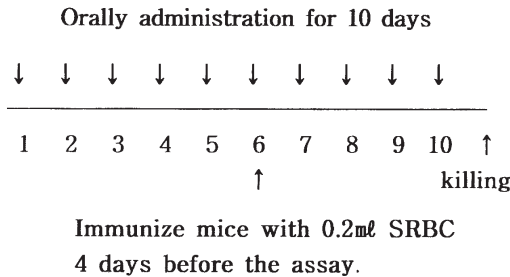 Orally administration for 10 days
↓ ↓ ↓ ↓ ↓ ↓ ↓ ↓ ↓ ↓
1 2 3 4 5 6 7 8 9 10 ↑
↑ killing
Immunize mice with 0.2㎖ SRBC
4 days before the assay.